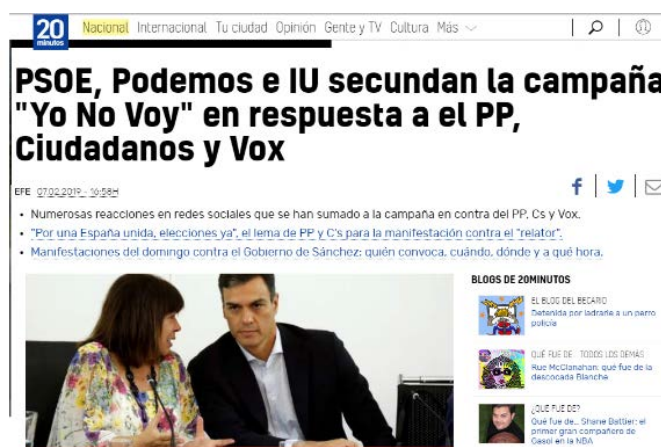 20
minutos
Nacional Internacional Tu ciudad Opinión Gente y TV Cultura Más
PSOE, Podemos e IU secundan la campaña
"Yo No Voy" en respuesta a el PP,
Ciudadanos y Vox
EFE 07.02.2019 - 16:58H
Numerosas reacciones en redes sociales que se han sumado a la campaña en contra del PP, Cs y Vox.
"Por una España unida, elecciones ya", el lema de PP y C's para la manifestación contra el "relator".
Manifestaciones del domingo contra el Gobierno de Sánchez: quién convoca, cuándo, dónde y a qué hora.
BLOGS DE 20MINUTOS
EL BLOG DEL BECARIO
Detenida por ladrarle a un perro
policía
QUÉ FUE DE... TODOS LOS DEMÁS
Rue McClanahan: qué fue de la
descocada Blanche
¿QUÉ FUE DE?
Qué fue de... Shane Battier: el
primer gran compañero de
Gasol en la NBA